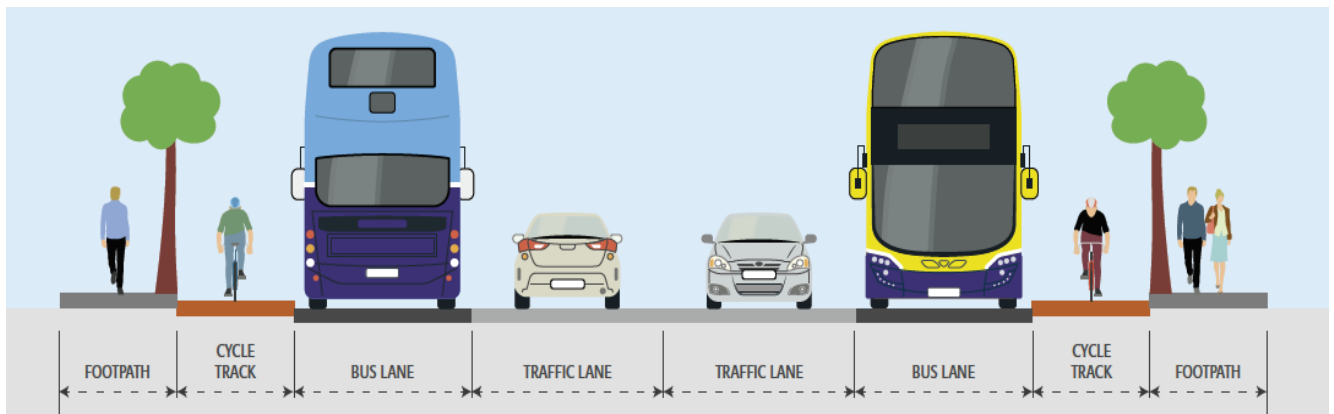 FOOTPATH
CYCLE
TRACK
BUS LANE
TRAFFIC LANE
TRAFFIC LANE
BUS LANE
CYCLE
TRACK
FOOTPATH